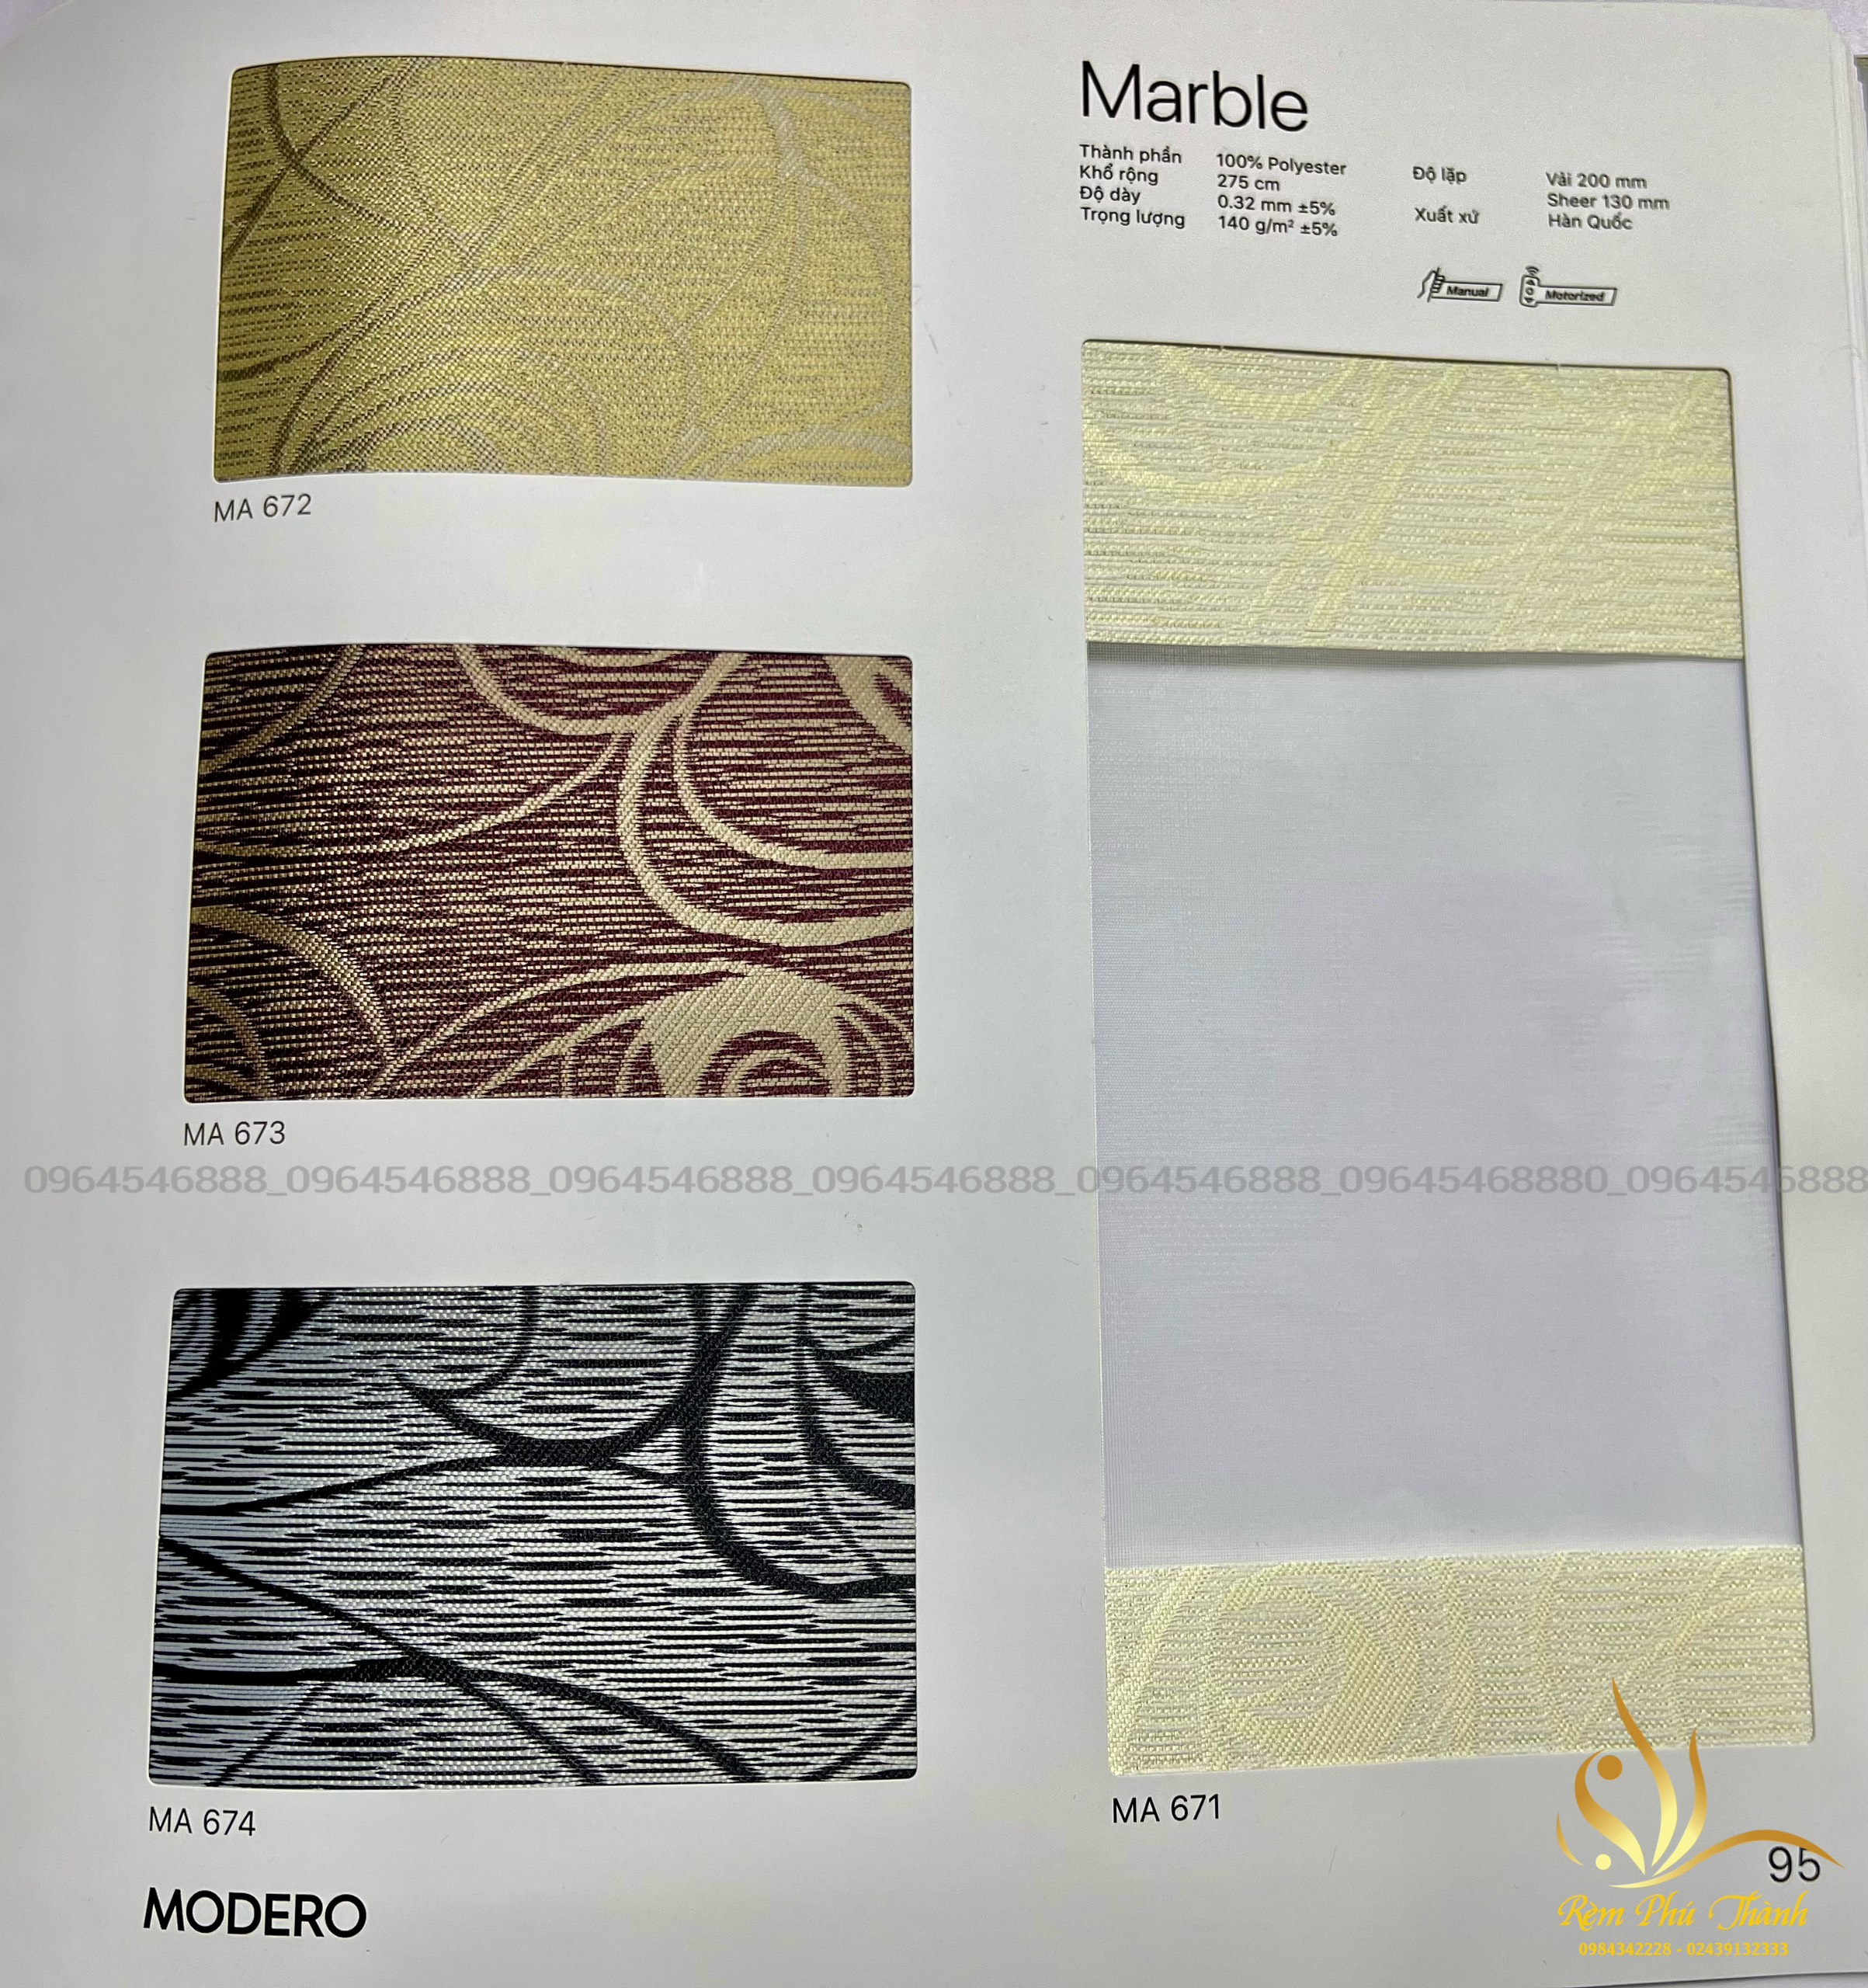 Marble
Thành phần 100% Polyester
Khổ rộng 275 cm
Độ dày 0.32 mm ±5%
Trọng lượng 140 g/m² ±5%
Độ lặp Vải 200 mm
Sheer 130 mm
Xuất xứ Hàn Quốc
Manual Motorized
MA 672
MA 673
0964546888_0964546888_0964546888_0964546888_0964546888_09645468880_0964546888
MA 674
MA 671
95
MODERO
Rèm Phú Thành
0984342228 - 02439132333